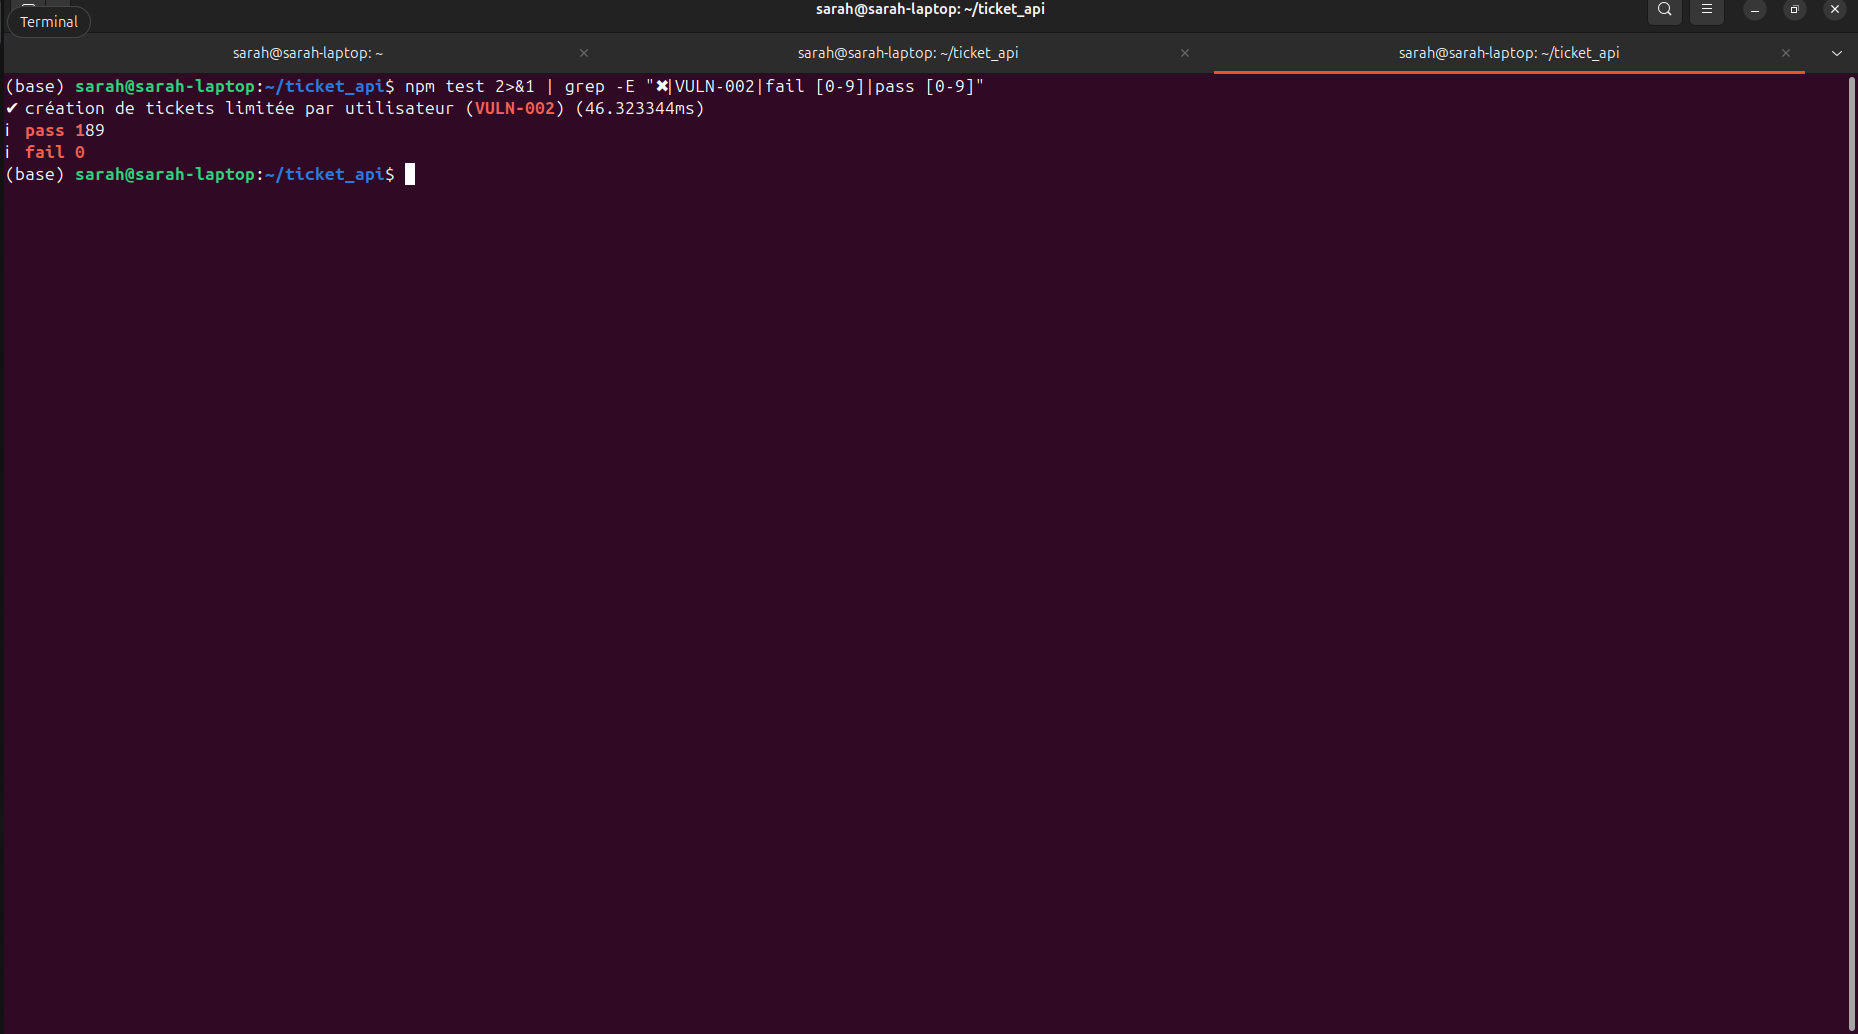 sarah@sarah-laptop: ~/ticket_api
Terminal
sarah@sarah-laptop: ~
sarah@sarah-laptop: ~/ticket_api
sarah@sarah-laptop: ~/ticket_api
(base) sarah@sarah-laptop:~/ticket_api$ npm test 2>&1 | grep -E "✖|VULN-002|fail [0-9]|pass [0-9]"
✔ création de tickets limitée par utilisateur (VULN-002) (46.323344ms)
i pass 189
i fail 0
(base) sarah@sarah-laptop:~/ticket_api$